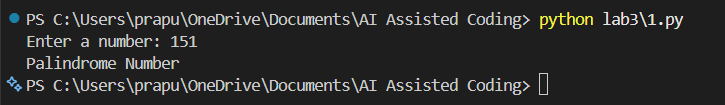 PS C:\Users\prapu\OneDrive\Documents\AI Assisted Coding> python lab3\1.py
Enter a number: 151
Palindrome Number
PS C:\Users\prapu\OneDrive\Documents\AI Assisted Coding>